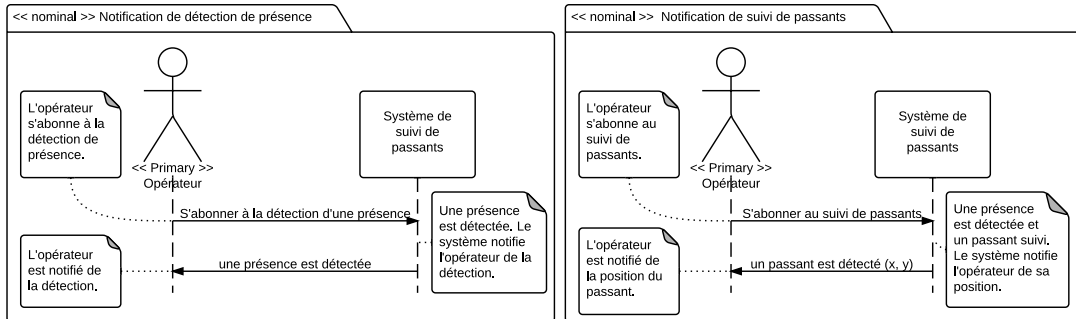 << nominal >> Notification de détection de présence
L'opérateur
s'abonne à la
détection de
présence.
<< Primary >>
Opérateur
Système de
suivi de
passants
S'abonner à la détection d'une présence
Une présence
est détectée. Le
système notifie
l'opérateur de la
détection.
L'opérateur
est notifié de
la détection.
une présence est détectée
<< nominal >> Notification de suivi de passants
L'opérateur
s'abonne au
suivi de
passants.
<< Primary >>
Opérateur
Système de
suivi de
passants
S'abonner au suivi de passants
Une présence
est détectée et
un passant suivi.
Le système notifie
l'opérateur de sa
position.
L'opérateur
est notifié de
la position du
passant.
un passant est détecté (x, y)